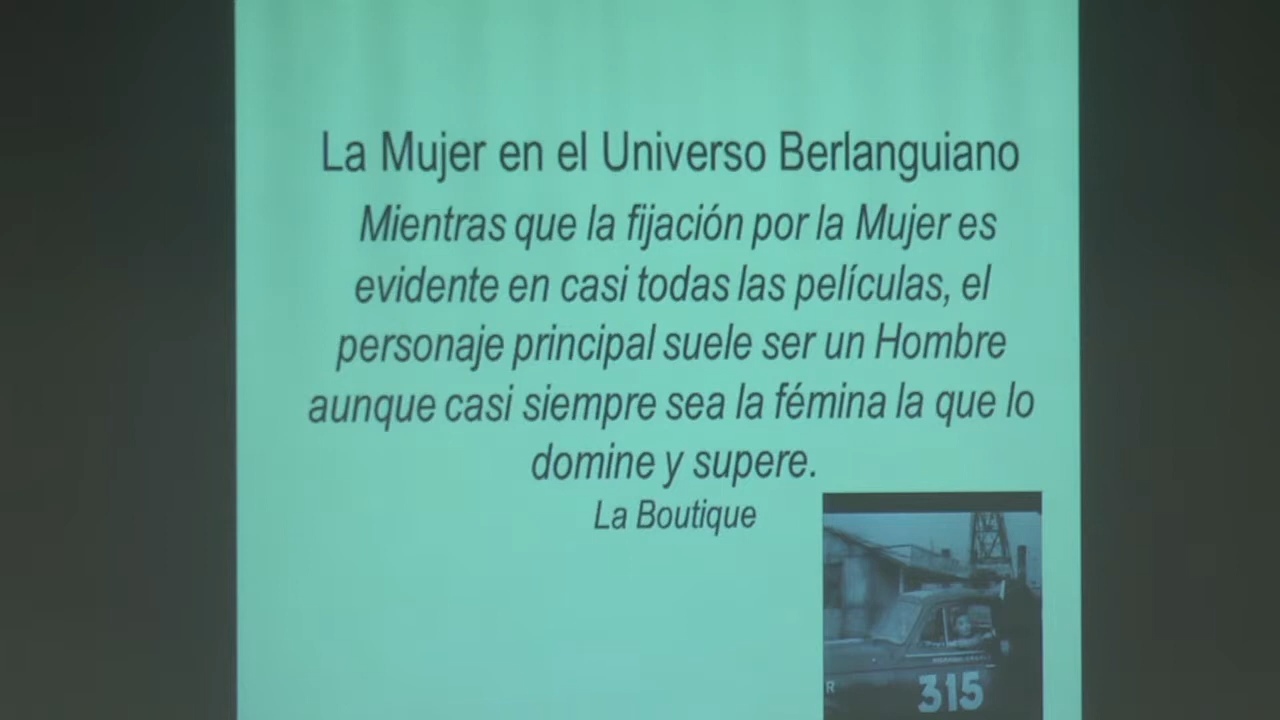 La Mujer en el Universo Berlanguiano
Mientras que la fijación por la Mujer es
evidente en casi todas las películas, el
personaje principal suele ser un Hombre
aunque casi siempre sea la fémina la que lo
domine y supere.
La Boutique
R
315